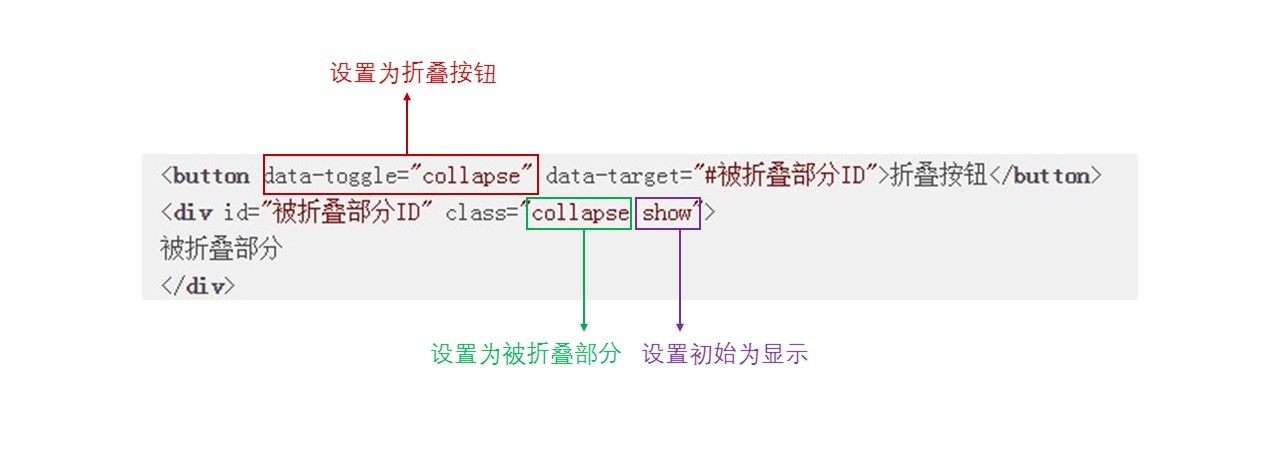 设置为折叠按钮
<button data-toggle="collapse" data-target="#被折叠部分ID">折叠按钮</button>
<div id="被折叠部分ID" class="collapse show">
被折叠部分
</div>
设置为被折叠部分 设置初始为显示